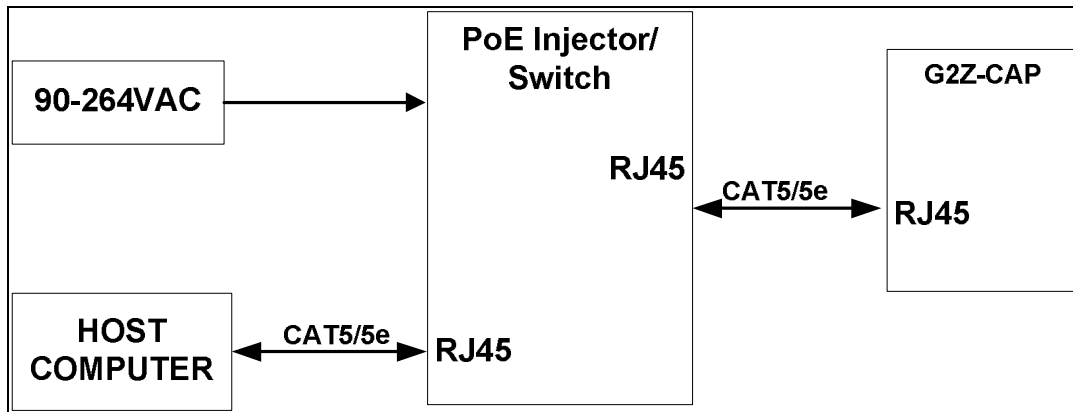 PoE Injector/
Switch
90-264VAC
G2Z-CAP
RJ45
CAT5/5e
RJ45
HOST
COMPUTER
CAT5/5e
RJ45